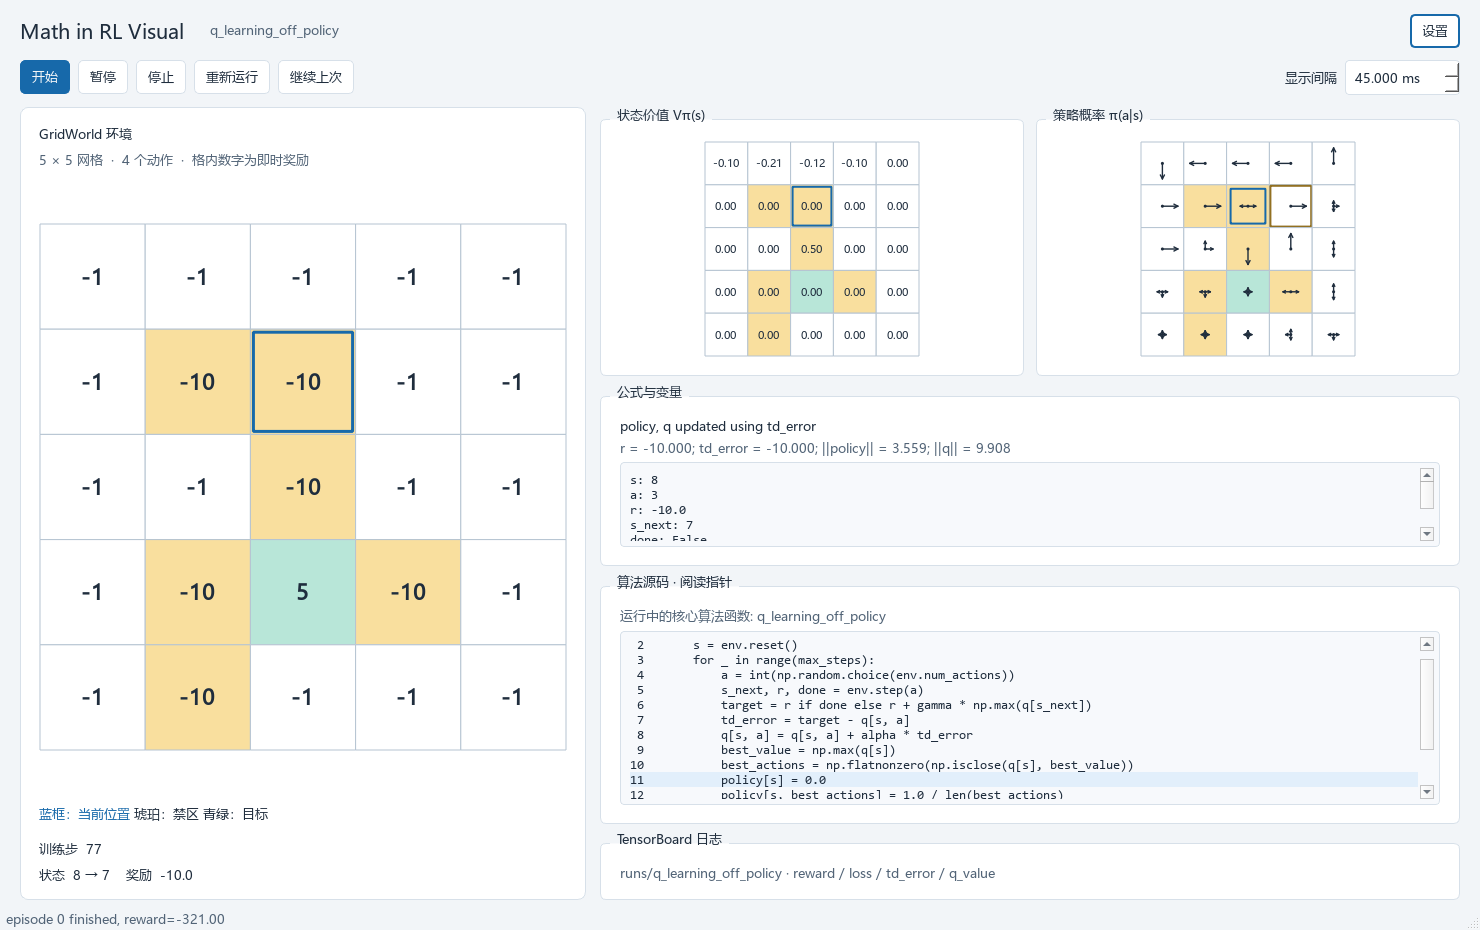 Math in RL Visual q_learning_off_policy 设置
开始 暂停 停止 重新运行 继续上次 显示间隔 45.000 ms
GridWorld 环境
5 × 5 网格 · 4 个动作 · 格内数字为即时奖励
-1 -1 -1 -1 -1
-1 -10 -10 -1 -1
-1 -1 -10 -1 -1
-1 -10 5 -10 -1
-1 -10 -1 -1 -1
蓝框：当前位置 琥珀：禁区 青绿：目标
训练步 77
状态 8 → 7 奖励 -10.0
状态价值 Vπ(s)
-0.10 -0.21 -0.12 -0.10 0.00
0.00 0.00 0.00 0.00 0.00
0.00 0.00 0.50 0.00 0.00
0.00 0.00 0.00 0.00 0.00
0.00 0.00 0.00 0.00 0.00
策略概率 π(a|s)
公式与变量
policy, q updated using td_error
r = -10.000; td_error = -10.000; ||policy|| = 3.559; ||q|| = 9.908
s: 8
a: 3
r: -10.0
s_next: 7
done: False
算法源码 · 阅读指针
运行中的核心算法函数: q_learning_off_policy
2 s = env.reset()
3 for _ in range(max_steps):
4 a = int(np.random.choice(env.num_actions))
5 s_next, r, done = env.step(a)
6 target = r if done else r + gamma * np.max(q[s_next])
7 td_error = target - q[s, a]
8 q[s, a] = q[s, a] + alpha * td_error
9 best_value = np.max(q[s])
10 best_actions = np.flatnonzero(np.isclose(q[s], best_value))
11 policy[s] = 0.0
12 policy[s, best_actions] = 1.0 / len(best_actions)
TensorBoard 日志
runs/q_learning_off_policy · reward / loss / td_error / q_value
episode 0 finished, reward=-321.00